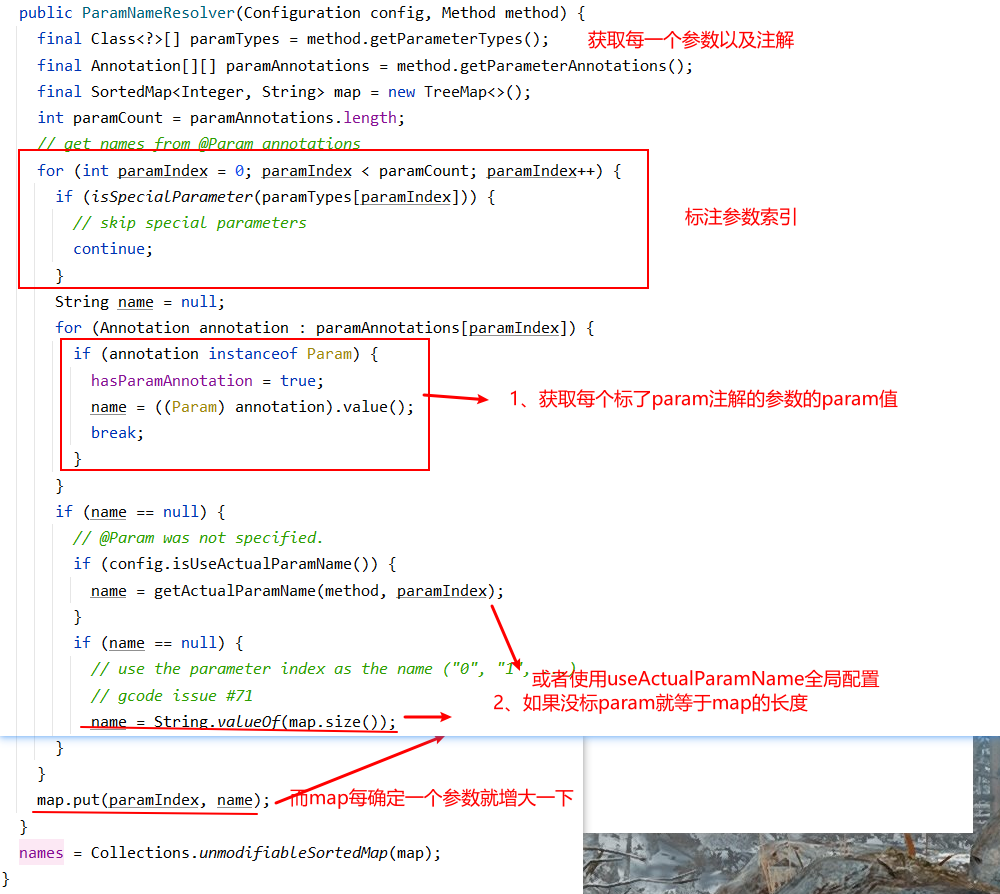 public ParamNameResolver(Configuration config, Method method) {
final Class<?>[] paramTypes = method.getParameterTypes(); 获取每一个参数以及注解
final Annotation[][] paramAnnotations = method.getParameterAnnotations();
final SortedMap<Integer, String> map = new TreeMap<>();
int paramCount = paramAnnotations.length;
// get names from @Param annotations
for (int paramIndex = 0; paramIndex < paramCount; paramIndex++) {
if (isSpecialParameter(paramTypes[paramIndex])) {
// skip special parameters
标注参数索引
continue;
}
String name = null;
for (Annotation annotation : paramAnnotations[paramIndex]) {
if (annotation instanceof Param) {
hasParamAnnotation = true;
name = ((Param) annotation).value(); 1、获取每个标了param注解的参数的param值
break;
}
}
if (name == null) {
// @Param was not specified.
if (config.isUseActualParamName()) {
name = getActualParamName(method, paramIndex);
}
if (name == null) {
// use the parameter index as the name ("0", "1", )
或者使用useActualParamName全局配置
// gcode issue #71
2、如果没标param就等于map的长度
name = String.valueOf(map.size());
}
}
map.put(paramIndex, name); 而map每确定一个参数就增大一下
}
names = Collections.unmodifiableSortedMap(map);
}